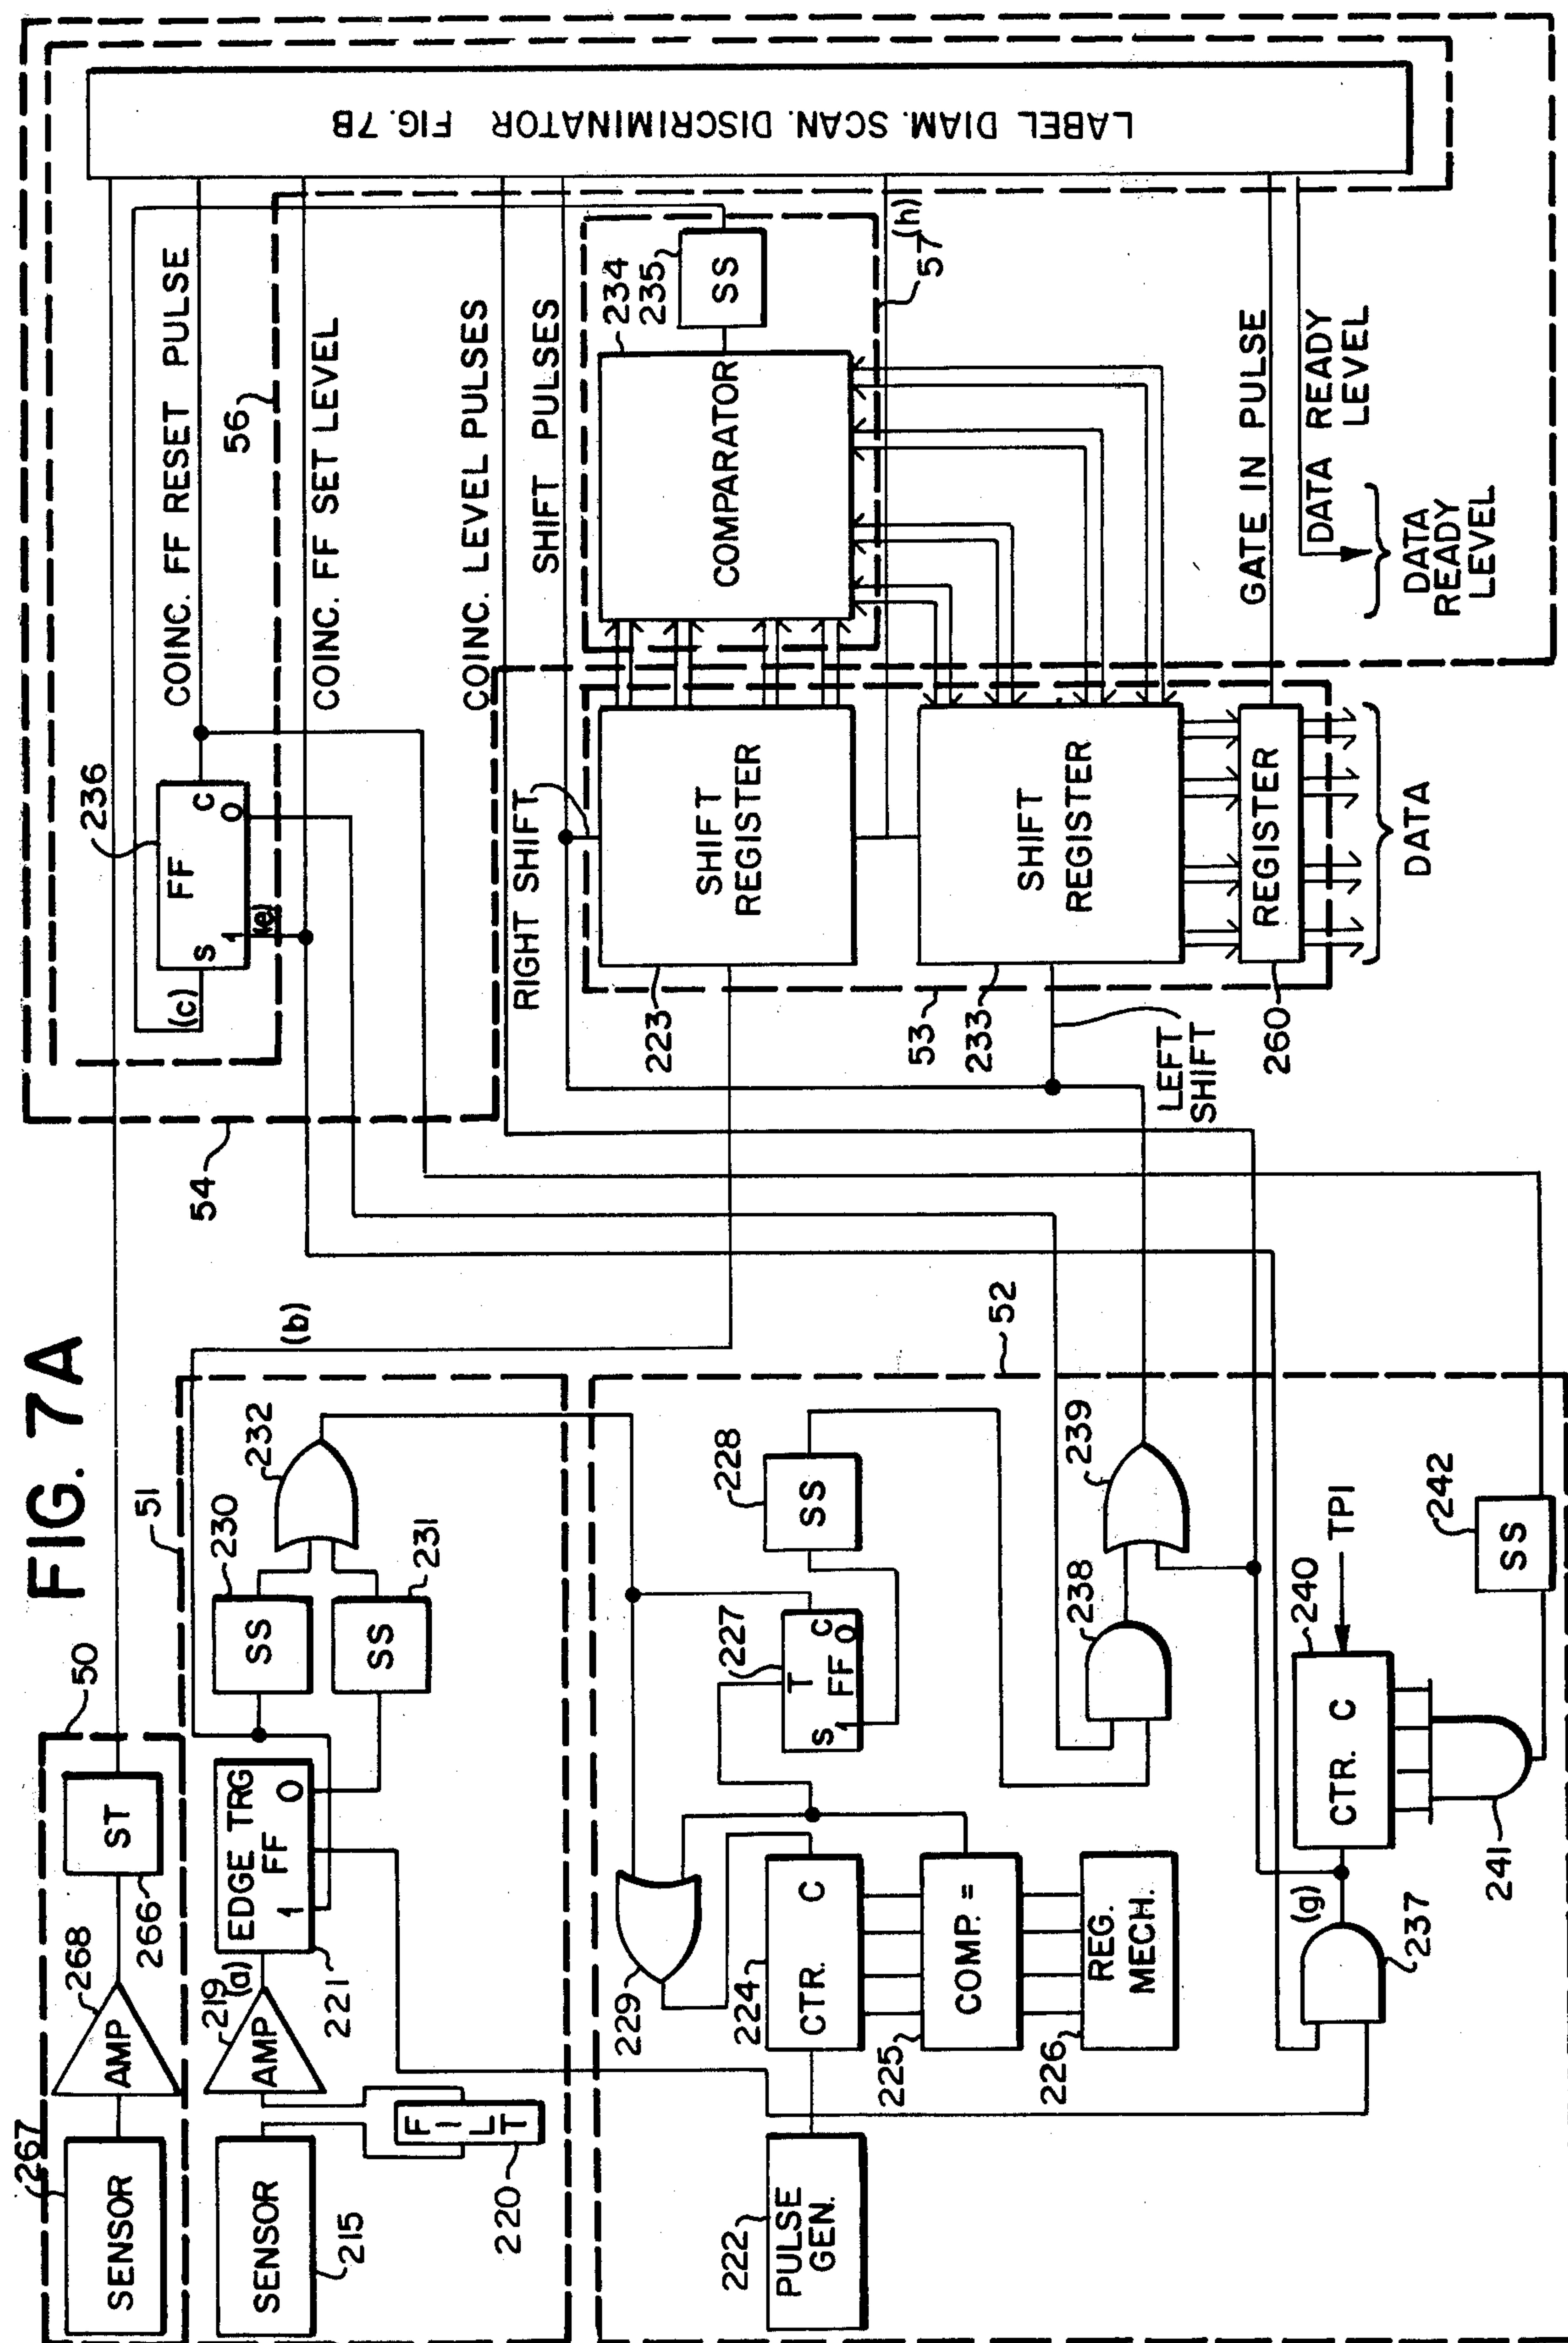 FIG. 7A
SENSOR
267
AMP
268
ST
266
50
SENSOR
215
FILT
220
AMP
219
(a)
EDGE TRG
FF
1
0
221
SS
230
SS
231
232
51
(b)
PULSE
GEN.
222
CTR. C
224
COMP. =
225
REG.
MECH.
226
229
T
S FF C
1 0
227
SS
228
52
238
239
237
(g)
CTR. C
240
TP1
241
SS
242
54
(c)
S FF C
1 0
(e)
236
COINC. FF RESET PULSE
56
COINC. FF SET LEVEL
COINC. LEVEL PULSES
SHIFT PULSES
RIGHT SHIFT
SHIFT
REGISTER
223
53
SHIFT
REGISTER
233
LEFT
SHIFT
REGISTER
260
DATA
COMPARATOR
234
SS
235
(h)
57
GATE IN PULSE
DATA READY
LEVEL
DATA
READY
LEVEL
LABEL DIAM. SCAN. DISCRIMINATOR FIG. 7B